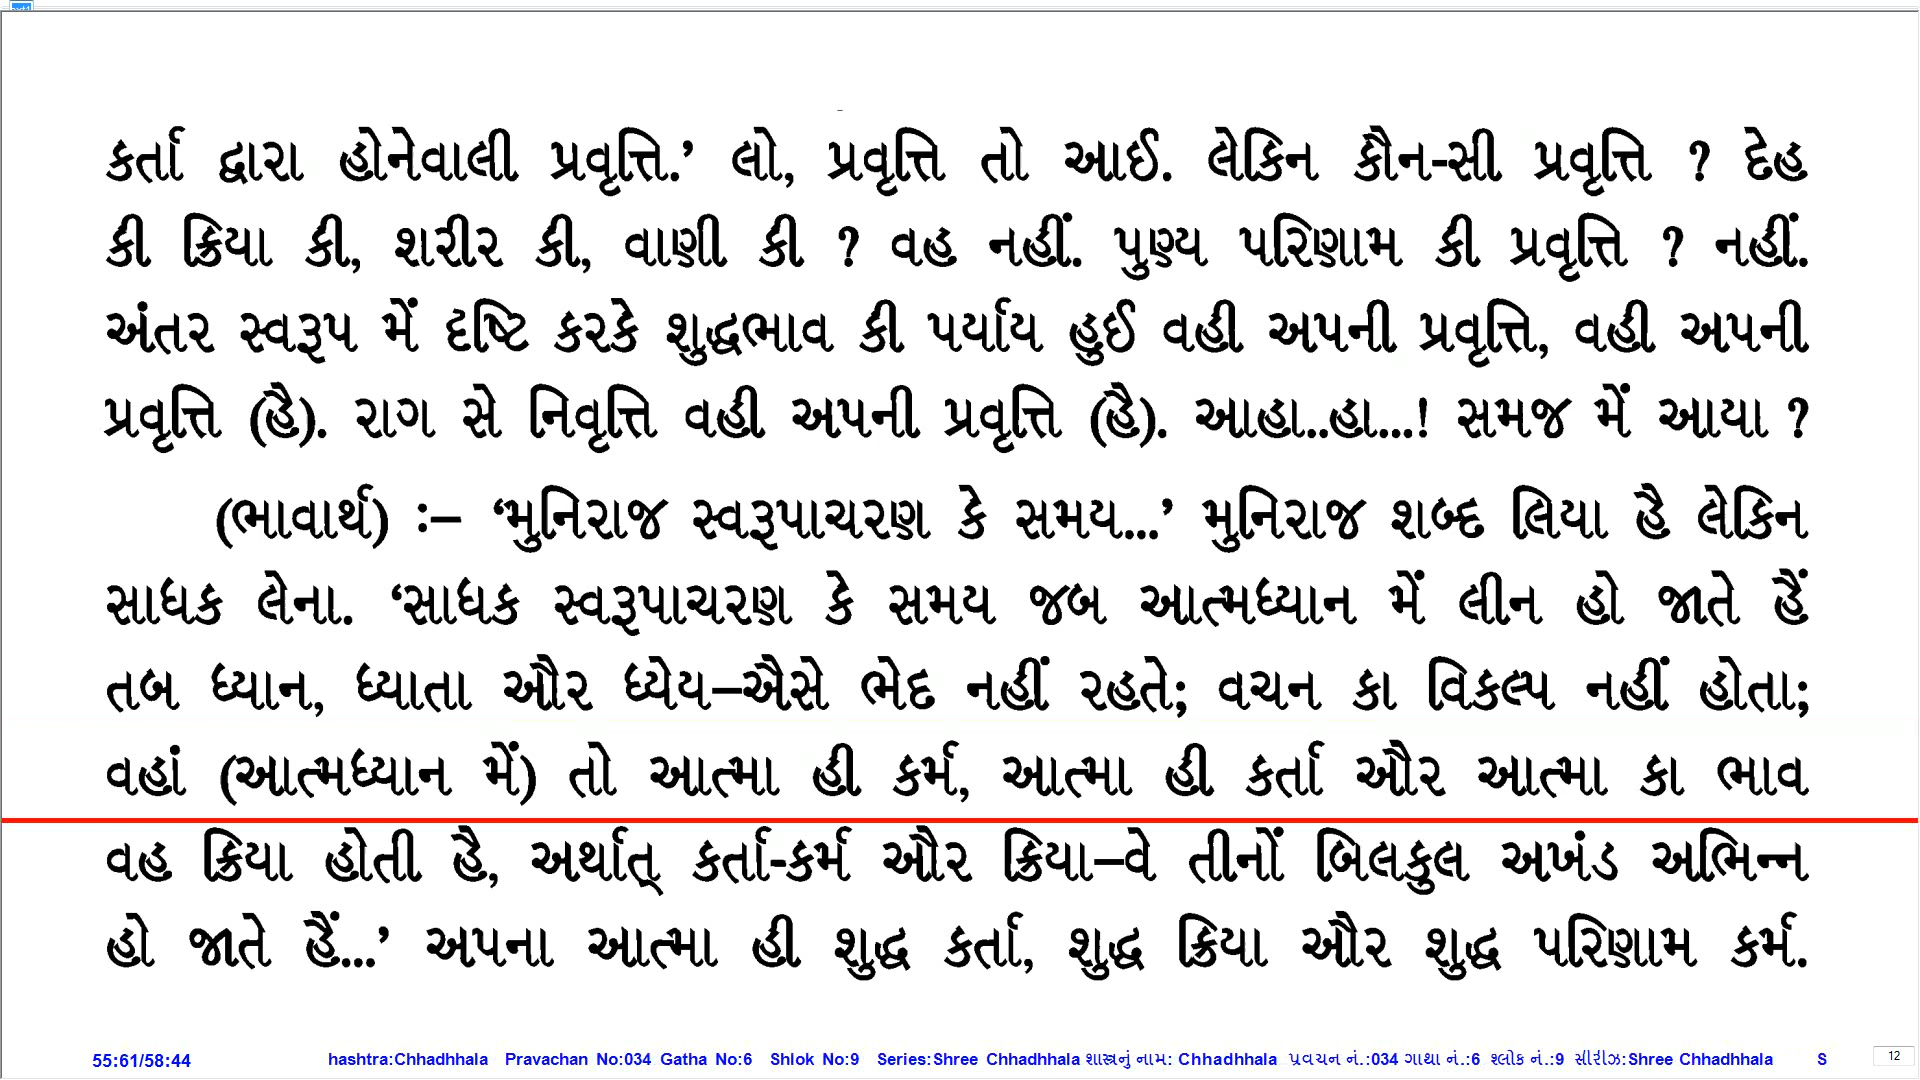 કર્તા દ્વારા હોનેવાલી પ્રવૃત્તિ.’ લો, પ્રવૃત્તિ તો આઈ. લેકિન કૌન-સી પ્રવૃત્તિ ? દેહ
કી ક્રિયા કી, શરીર કી, વાણી કી ? વહ નહીં. પુણ્ય પરિણામ કી પ્રવૃત્તિ ? નહીં.
અંતર સ્વરૂપ મેં દૃષ્ટિ કરકે શુદ્ધભાવ કી પર્યાય હુઈ વહી અપની પ્રવૃત્તિ, વહી અપની
પ્રવૃત્તિ (હૈ). રાગ સે નિવૃત્તિ વહી અપની પ્રવૃત્તિ (હૈ). આહા..હા...! સમજ મેં આયા ?
(ભાવાર્થ) :– ‘મુનિરાજ સ્વરૂપાચરણ કે સમય...’ મુનિરાજ શબ્દ લિયા હૈ લેકિન
સાધક લેના. ‘સાધક સ્વરૂપાચરણ કે સમય જબ આત્મધ્યાન મેં લીન હો જાતે હૈં
તબ ધ્યાન, ધ્યાતા ઔર ધ્યેય–ઐસે ભેદ નહીં રહતે; વચન કા વિકલ્પ નહીં હોતા;
વહાં (આત્મધ્યાન મેં) તો આત્મા હી કર્મ, આત્મા હી કર્તા ઔર આત્મા કા ભાવ
વહ ક્રિયા હોતી હૈ, અર્થાત્ કર્તા-કર્મ ઔર ક્રિયા–વે તીનોં બિલકુલ અખંડ અભિન્ન
હો જાતે હૈં...’ અપના આત્મા હી શુદ્ધ કર્તા, શુદ્ધ ક્રિયા ઔર શુદ્ધ પરિણામ કર્મ.
55:61/58:44 hashtra:Chhadhhala Pravachan No:034 Gatha No:6 Shlok No:9 Series:Shree Chhadhhala શાસ્ત્રનું નામ: Chhadhhala પ્રવચન નં.:034 ગાથા નં.:6 શ્લોક નં.:9 સીરીઝ:Shree Chhadhhala S 12